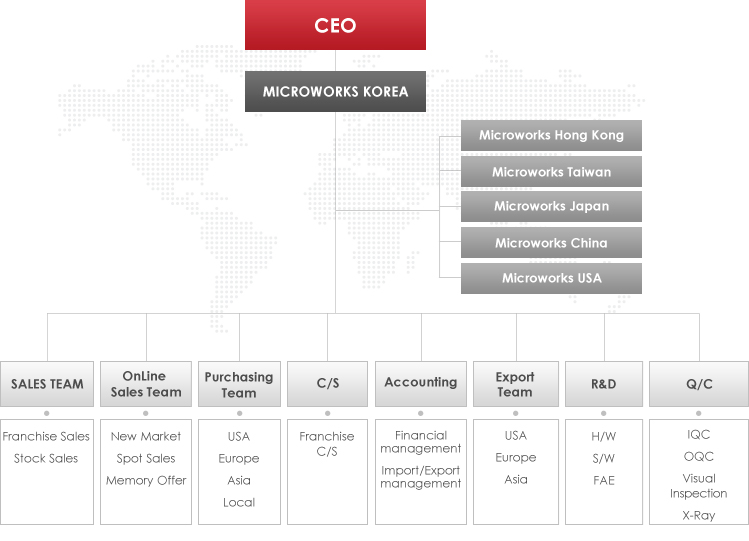 CEO
MICROWORKS KOREA
Microworks Hong Kong
Microworks Taiwan
Microworks Japan
Microworks China
Microworks USA
SALES TEAM
OnLine
Sales Team
Purchasing
Team
C/S
Accounting
Export
Team
R&D
Q/C
Franchise Sales
Stock Sales
New Market
Spot Sales
Memory Offer
USA
Europe
Asia
Local
Franchise
C/S
Financial
management
Import/Export
management
USA
Europe
Asia
H/W
S/W
FAE
IQC
OQC
Visual
Inspection
X-Ray